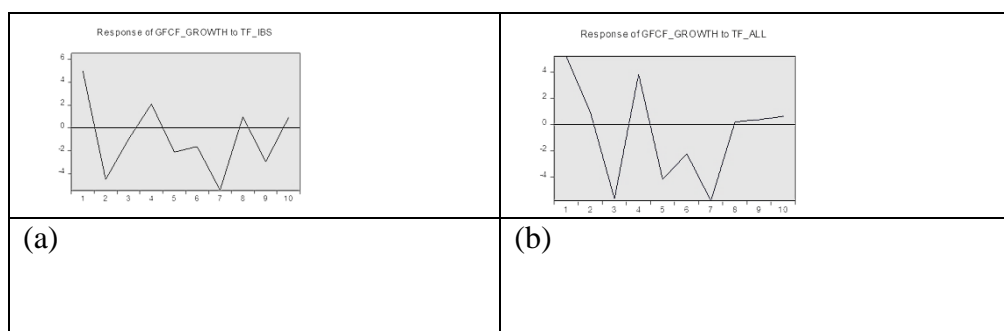 Response of GFCF_GROWTH to TF_IBS
6
4
2
0
-2
-4
1 2 3 4 5 6 7 8 9 10
Response of GFCF_GROWTH to TF_ALL
4
2
0
-2
-4
1 2 3 4 5 6 7 8 9 10
(a)
(b)